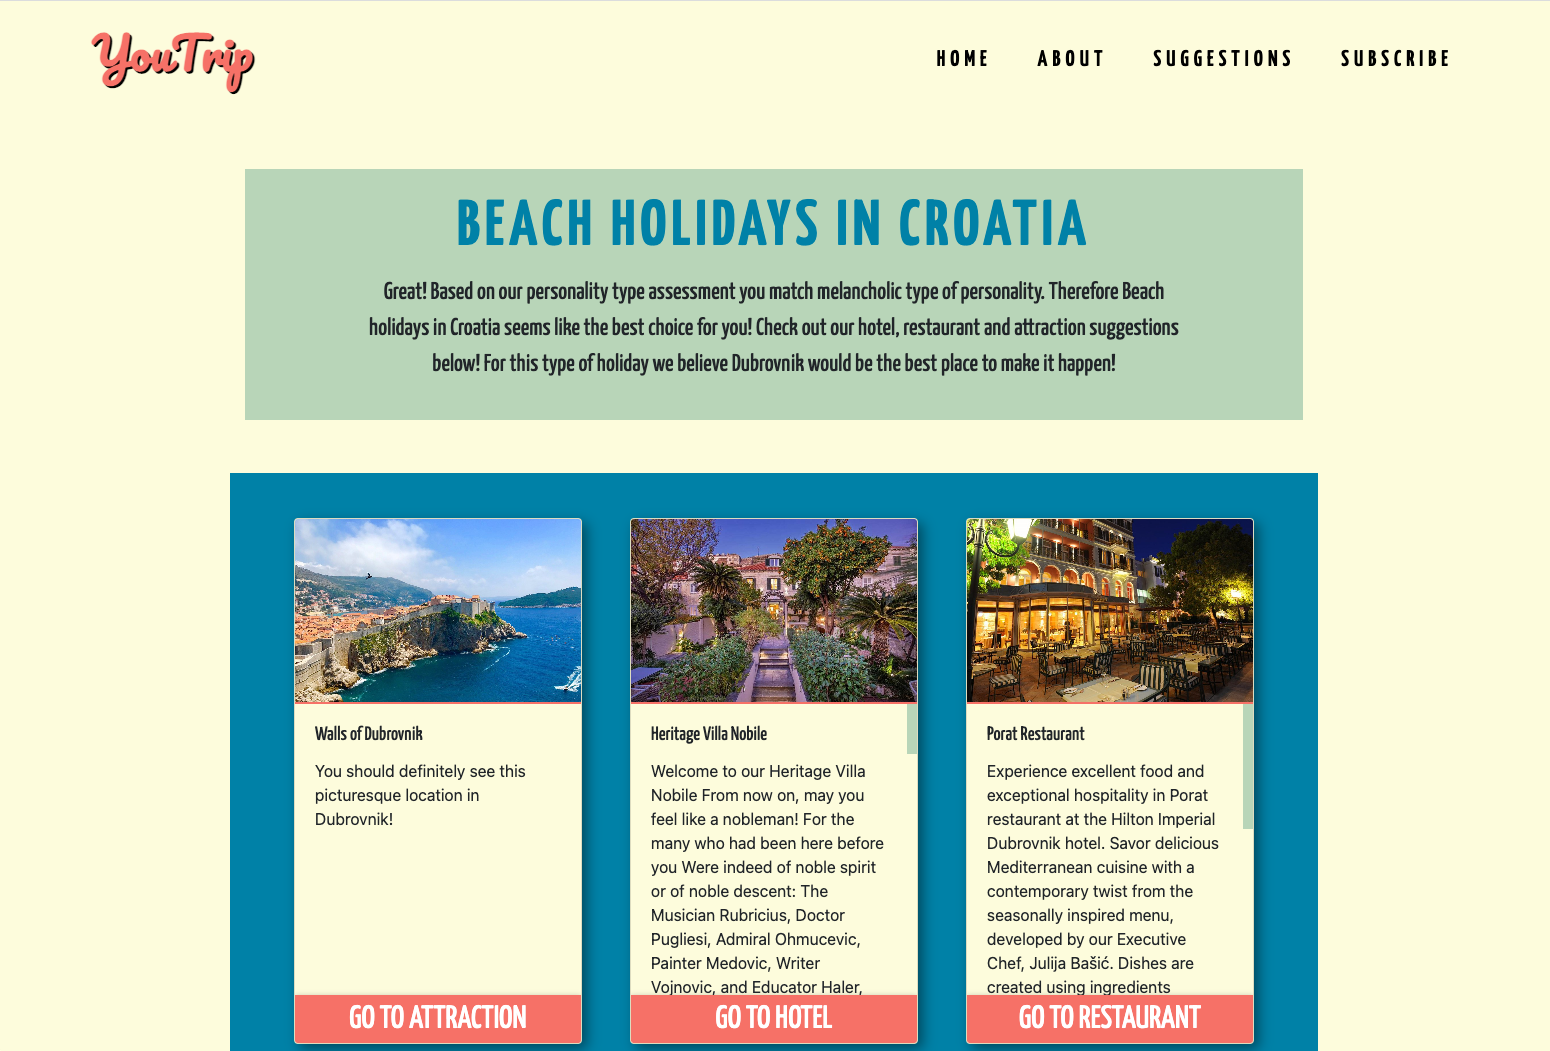 YouTrip
HOME
ABOUT
SUGGESTIONS
SUBSCRIBE
BEACH HOLIDAYS IN CROATIA
Great! Based on our personality type assessment you match melancholic type of personality. Therefore Beach
holidays in Croatia seems like the best choice for you! Check out our hotel, restaurant and attraction suggestions
below! For this type of holiday we believe Dubrovnik would be the best place to make it happen!
Walls of Dubrovnik
You should definitely see this
picturesque location in
Dubrovnik!
GO TO ATTRACTION
Heritage Villa Nobile
Welcome to our Heritage Villa
Nobile From now on, may you
feel like a nobleman! For the
many who had been here before
you Were indeed of noble spirit
or of noble descent: The
Musician Rubricius, Doctor
Pugliesi, Admiral Ohmucevic,
Painter Medovic, Writer
Vojnovic, and Educator Haler,
GO TO HOTEL
Porat Restaurant
Experience excellent food and
exceptional hospitality in Porat
restaurant at the Hilton Imperial
Dubrovnik hotel. Savor delicious
Mediterranean cuisine with a
contemporary twist from the
seasonally inspired menu,
developed by our Executive
Chef, Julija Bašić. Dishes are
created using ingredients
GO TO RESTAURANT